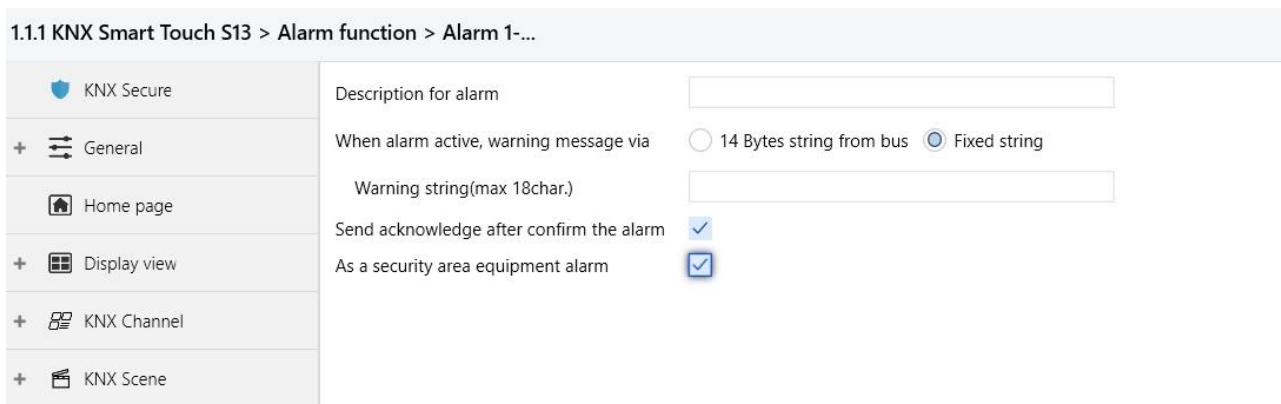 1.1.1 KNX Smart Touch S13 > Alarm function > Alarm 1-...
KNX Secure
+ General
Home page
+ Display view
+ KNX Channel
+ KNX Scene
Description for alarm
When alarm active, warning message via 14 Bytes string from bus Fixed string
Warning string(max 18char.)
Send acknowledge after confirm the alarm
As a security area equipment alarm